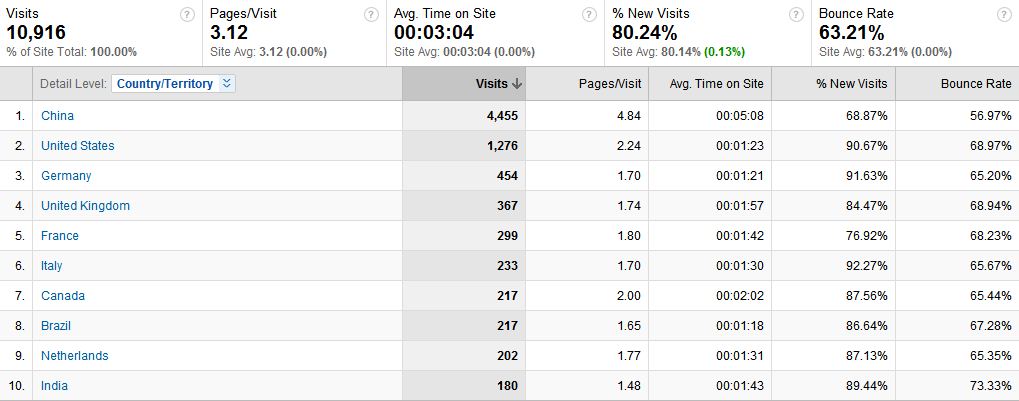 Visits ? Pages/Visit ? Avg. Time on Site ? % New Visits ? Bounce Rate ?
10,916 3.12 00:03:04 80.24% 63.21%
% of Site Total: 100.00% Site Avg: 3.12 (0.00%) Site Avg: 00:03:04 (0.00%) Site Avg: 80.14% (0.13%) Site Avg: 63.21% (0.00%)
Detail Level: Country/Territory Visits Pages/Visit Avg. Time on Site % New Visits Bounce Rate
1. China 4,455 4.84 00:05:08 68.87% 56.97%
2. United States 1,276 2.24 00:01:23 90.67% 68.97%
3. Germany 454 1.70 00:01:21 91.63% 65.20%
4. United Kingdom 367 1.74 00:01:57 84.47% 68.94%
5. France 299 1.80 00:01:42 76.92% 68.23%
6. Italy 233 1.70 00:01:30 92.27% 65.67%
7. Canada 217 2.00 00:02:02 87.56% 65.44%
8. Brazil 217 1.65 00:01:18 86.64% 67.28%
9. Netherlands 202 1.77 00:01:31 87.13% 65.35%
10. India 180 1.48 00:01:43 89.44% 73.33%